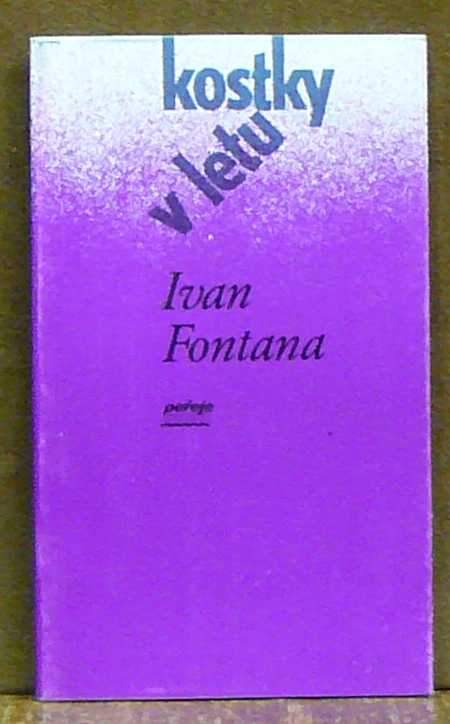 kostky
v letu
Ivan
Fontana
peřeje